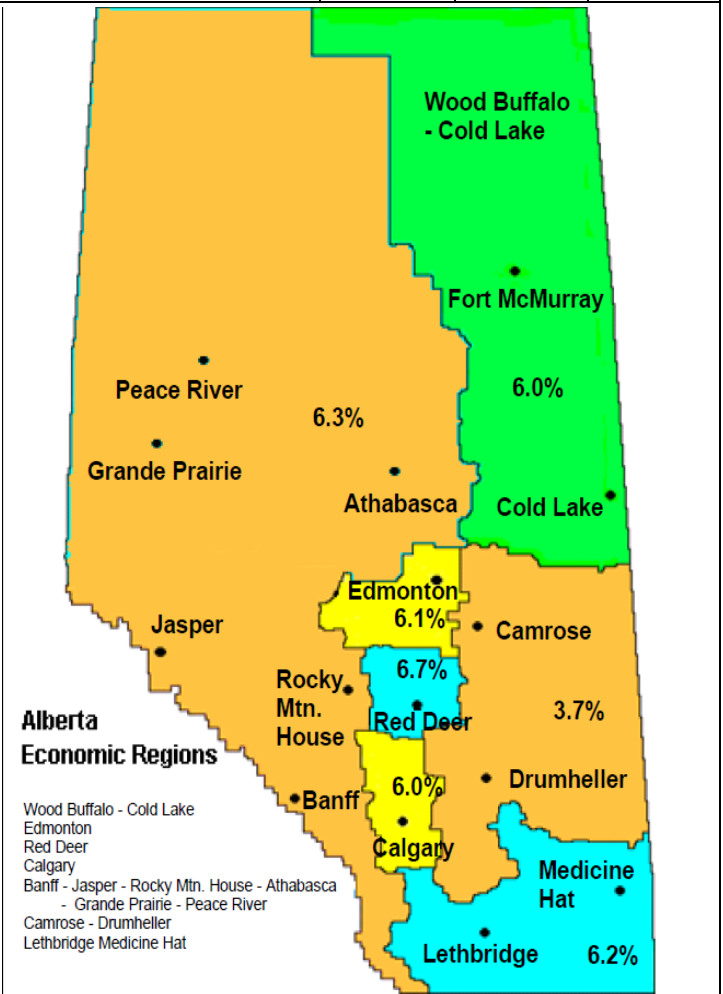 Wood Buffalo
- Cold Lake
Fort McMurray
Peace River
6.0%
6.3%
Grande Prairie
Athabasca
Cold Lake
Edmonton
6.1%
Jasper
Camrose
6.7%
Rocky
Mtn.
House
Red Deer
3.7%
Alberta
Economic Regions
Drumheller
6.0%
Banff
Calgary
Wood Buffalo - Cold Lake
Edmonton
Red Deer
Calgary
Banff - Jasper - Rocky Mtn. House - Athabasca
- Grande Prairie - Peace River
Camrose - Drumheller
Lethbridge Medicine Hat
Medicine
Hat
Lethbridge
6.2%